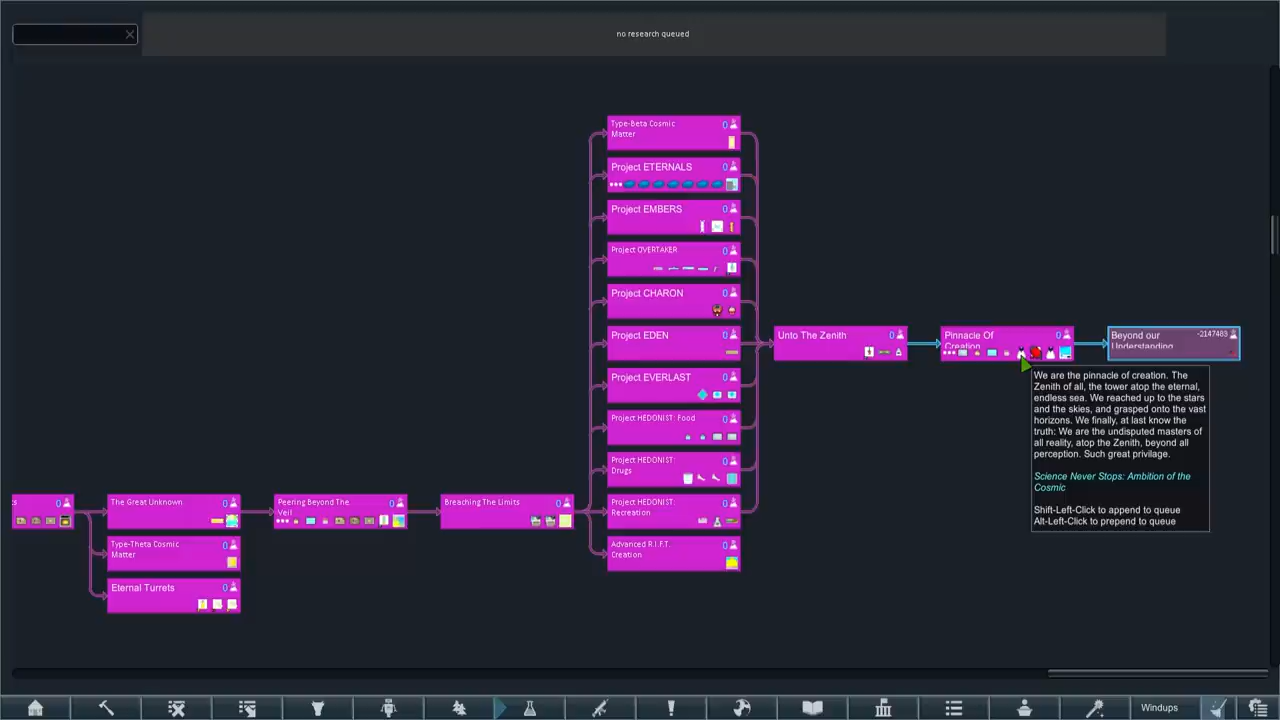 no research queued
Type-Beta Cosmic
Matter
0
Project ETERNALS
0
Project EMBERS
0
Project OVERTAKER
0
Project CHARON
0
Project EDEN
0
Project EVERLAST
0
Project HEDONIST: Food
0
Project HEDONIST:
Drugs
0
Project HEDONIST:
Recreation
0
Advanced R.I.F.T.
Creation
0
Unto The Zenith
0
Pinnacle Of
Creation
0
Beyond our
Understanding
-2147483
We are the pinnacle of creation. The
Zenith of all, the tower atop the eternal,
endless sea. We reached up to the stars
and the skies, and grasped onto the vast
horizons. We finally, at last know the
truth: We are the undisputed masters of
all reality, atop the Zenith, beyond all
perception. Such great privilage.
Science Never Stops: Ambition of the
Cosmic
Shift-Left-Click to append to queue
Alt-Left-Click to prepend to queue
s
0
The Great Unknown
0
Peering Beyond The
Veil
0
Breaching The Limits
0
Type-Theta Cosmic
Matter
0
Eternal Turrets
0
Windups